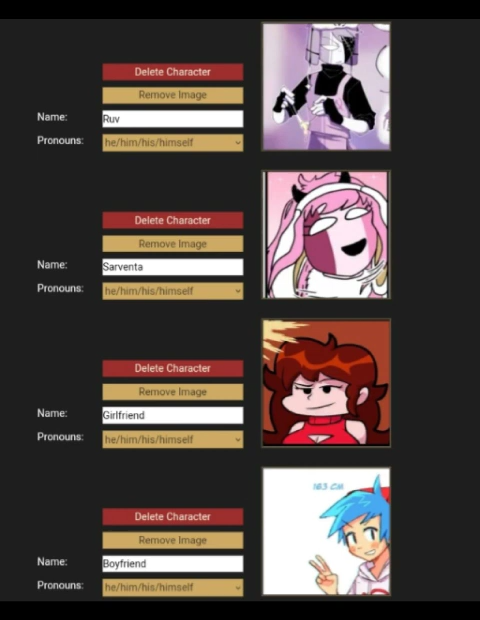 Delete Character
Remove Image
Name: Ruv
Pronouns: he/him/his/himself
Delete Character
Remove Image
Name: Sarventa
Pronouns: he/him/his/himself
Delete Character
Remove Image
Name: Girlfriend
Pronouns: he/him/his/himself
163 CM
Delete Character
Remove Image
Name: Boyfriend
Pronouns: he/him/his/himself